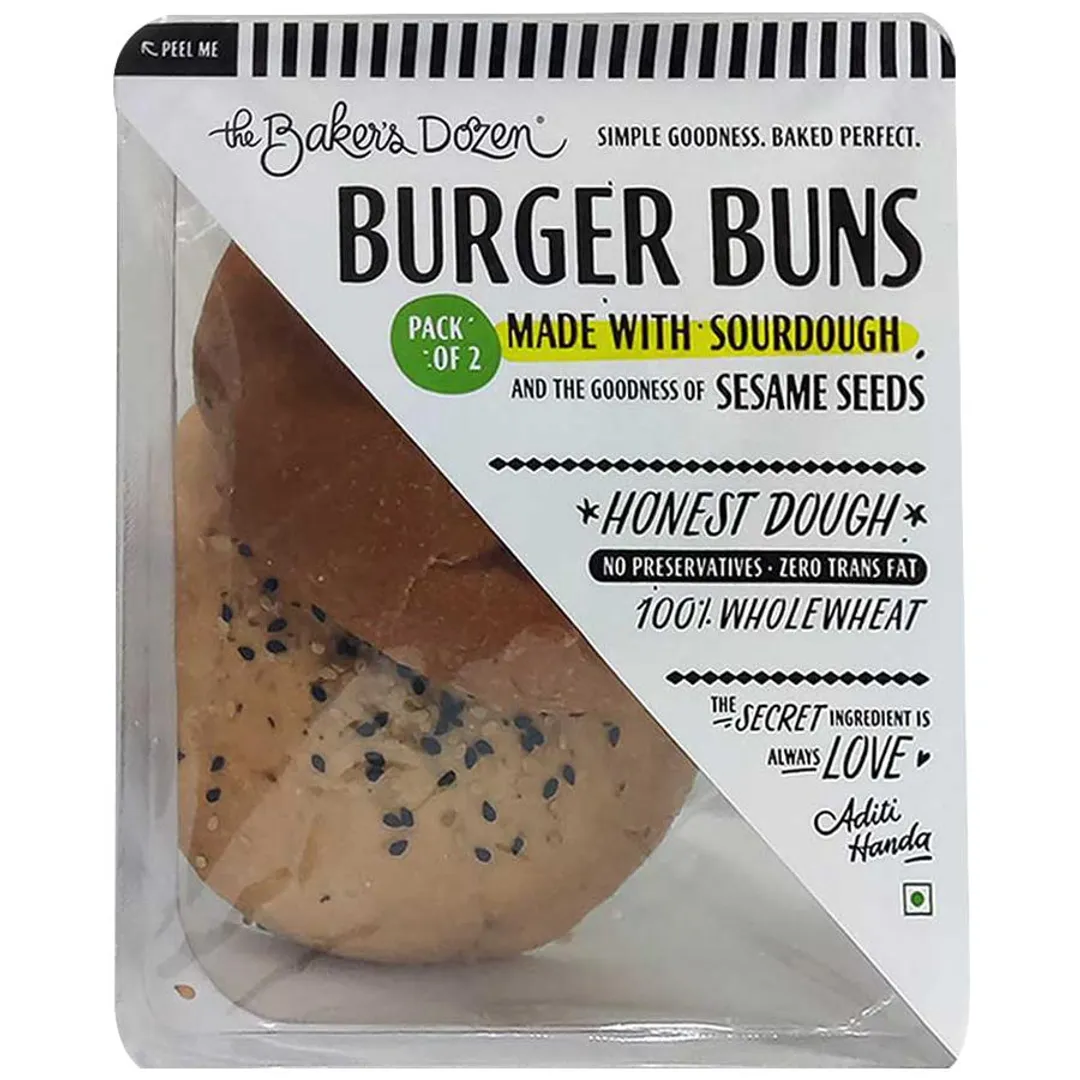 PEEL ME
the Baker's Dozen® SIMPLE GOODNESS. BAKED PERFECT.
BURGER BUNS
PACK OF 2
MADE WITH SOURDOUGH
AND THE GOODNESS OF SESAME SEEDS
*HONEST DOUGH*
NO PRESERVATIVES · ZERO TRANS FAT
100% WHOLEWHEAT
THE SECRET INGREDIENT IS
ALWAYS LOVE
Aditi
Handa